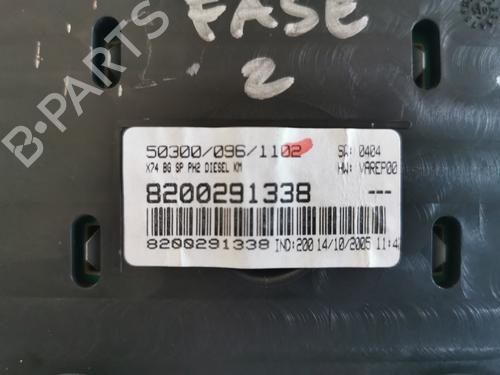 B-PARTS
FASE
2
50300/096/1102
SW: 0404
X74 BG SP PH2 DIESEL KM
HW: VAREP00
8200291338
---
8200291338
IND:200 14/10/2005 11:4